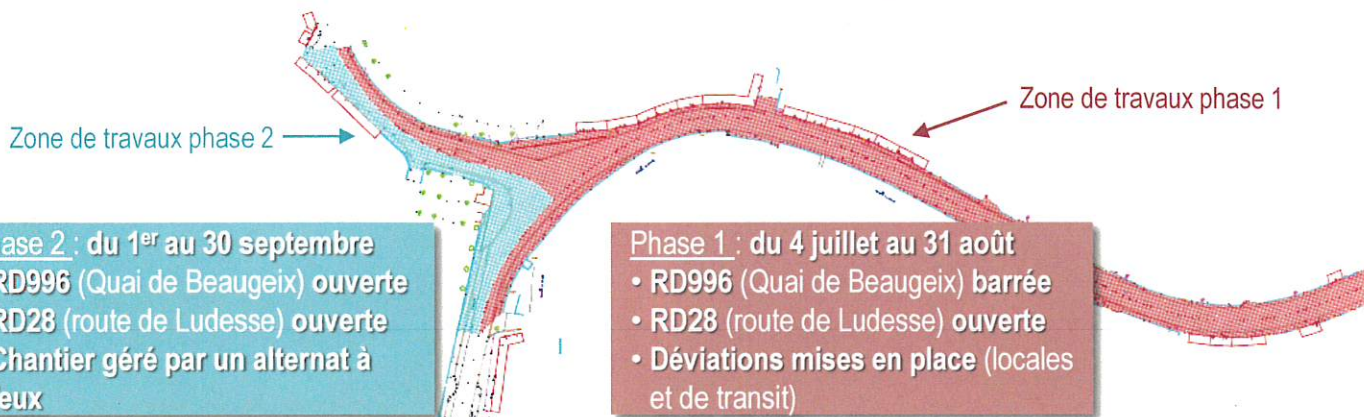 Zone de travaux phase 1
Zone de travaux phase 2
ase 2 : du 1er au 30 septembre
RD996 (Quai de Beaugeix) ouverte
RD28 (route de Ludesse) ouverte
Chantier géré par un alternat à
eux
Phase 1 : du 4 juillet au 31 août
• RD996 (Quai de Beaugeix) barrée
• RD28 (route de Ludesse) ouverte
• Déviations mises en place (locales
et de transit)